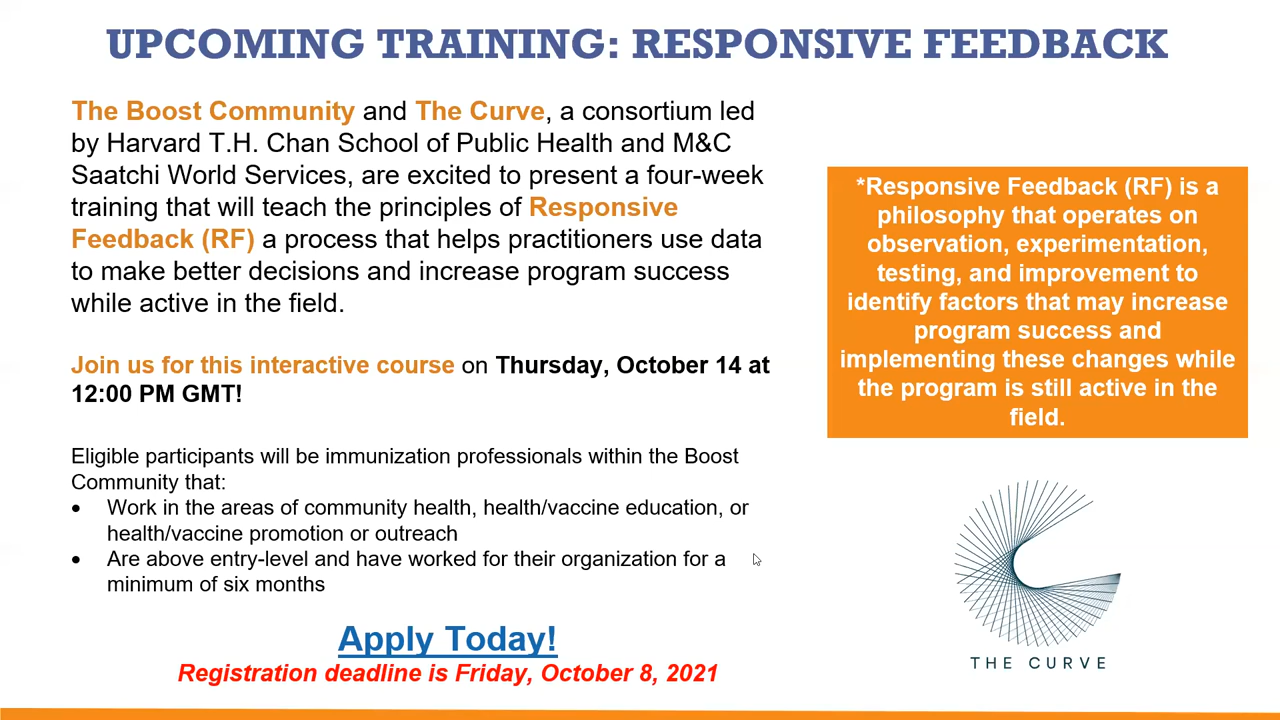 UPCOMING TRAINING: RESPONSIVE FEEDBACK
The Boost Community and The Curve, a consortium led
by Harvard T.H. Chan School of Public Health and M&C
Saatchi World Services, are excited to present a four-week
training that will teach the principles of Responsive
Feedback (RF) a process that helps practitioners use data
to make better decisions and increase program success
while active in the field.
Join us for this interactive course on Thursday, October 14 at
12:00 PM GMT!
Eligible participants will be immunization professionals within the Boost
Community that:
• Work in the areas of community health, health/vaccine education, or
health/vaccine promotion or outreach
• Are above entry-level and have worked for their organization for a
minimum of six months
Apply Today!
Registration deadline is Friday, October 8, 2021
*Responsive Feedback (RF) is a
philosophy that operates on
observation, experimentation,
testing, and improvement to
identify factors that may increase
program success and
implementing these changes while
the program is still active in the
field.
THE CURVE